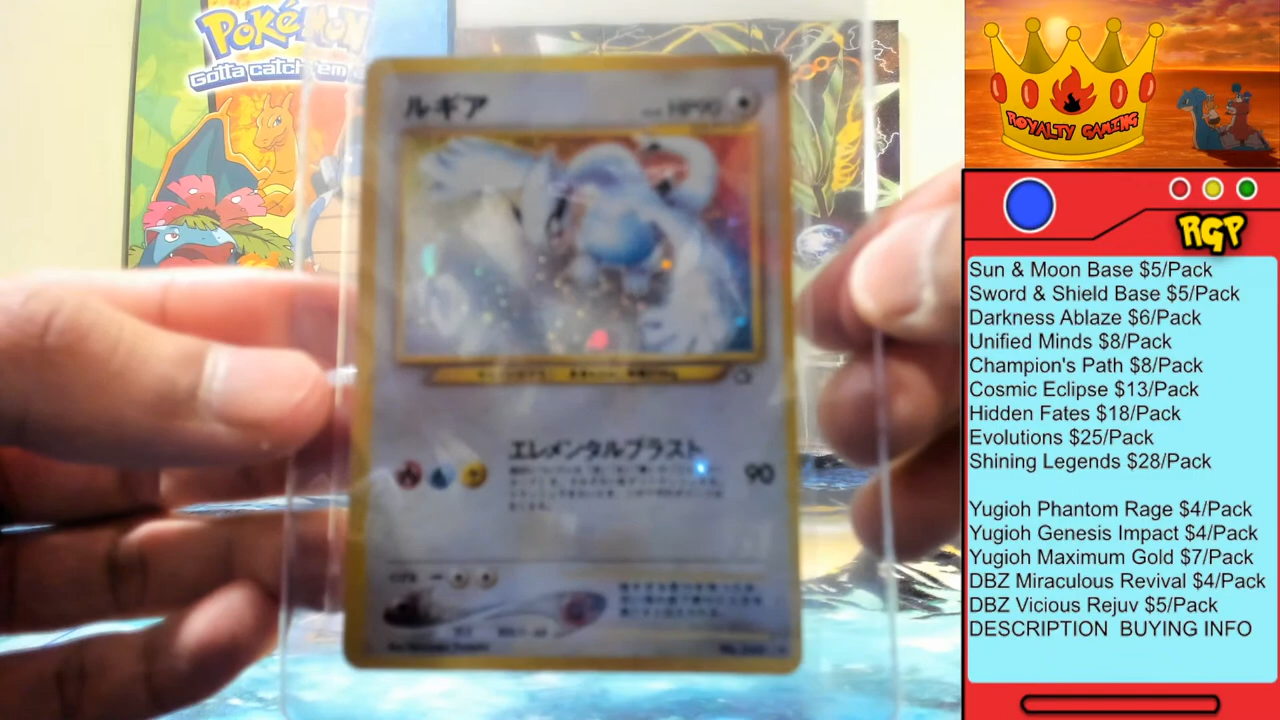 POKéMON
Gotta catch 'em
ルギア
HP90
エレメンタルブラスト
90
ROYALTY GAMING
RGP
Sun & Moon Base $5/Pack
Sword & Shield Base $5/Pack
Darkness Ablaze $6/Pack
Unified Minds $8/Pack
Champion's Path $8/Pack
Cosmic Eclipse $13/Pack
Hidden Fates $18/Pack
Evolutions $25/Pack
Shining Legends $28/Pack
Yugioh Phantom Rage $4/Pack
Yugioh Genesis Impact $4/Pack
Yugioh Maximum Gold $7/Pack
DBZ Miraculous Revival $4/Pack
DBZ Vicious Rejuv $5/Pack
DESCRIPTION BUYING INFO